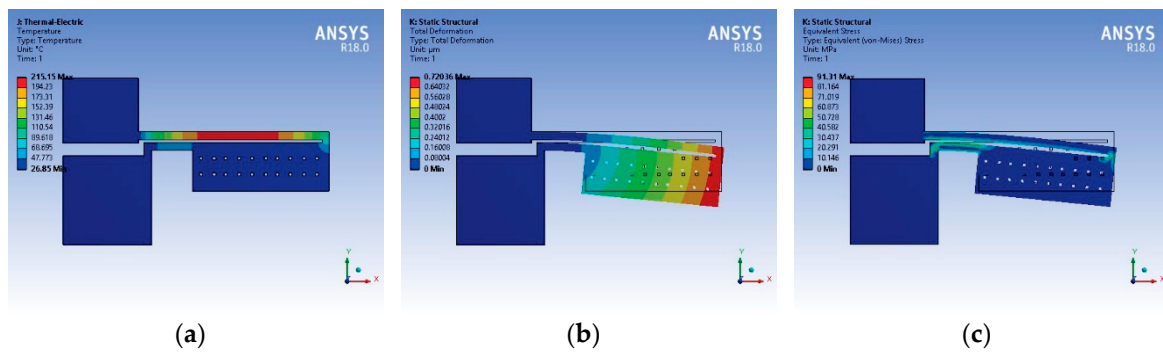 J: Thermal-Electric
Temperature
Type: Temperature
Unit: °C
Time: 1
ANSYS
R18.0
215.15 Max
194.23
173.31
152.39
131.46
110.54
89.618
68.695
47.773
26.85 Min
Y
X
(a)
K: Static Structural
Total Deformation
Type: Total Deformation
Unit: µm
Time: 1
ANSYS
R18.0
0.72036 Max
0.64032
0.56028
0.48024
0.4002
0.32016
0.24012
0.16008
0.08004
0 Min
Y
X
(b)
K: Static Structural
Equivalent Stress
Type: Equivalent (von-Mises) Stress
Unit: MPa
Time: 1
ANSYS
R18.0
91.31 Max
81.164
71.019
60.873
50.728
40.582
30.437
20.291
10.146
0 Min
Y
X
(c)